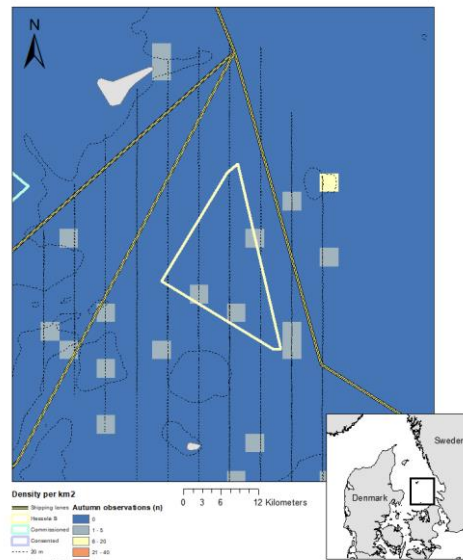 N
Sweden
Denmark
Density per km2
Shipping lanes
Hesselø S
Commissioned
Consented
20 m
Autumn observations (n)
0
1 - 5
6 - 20
21 - 40
0 3 6 12 Kilometers